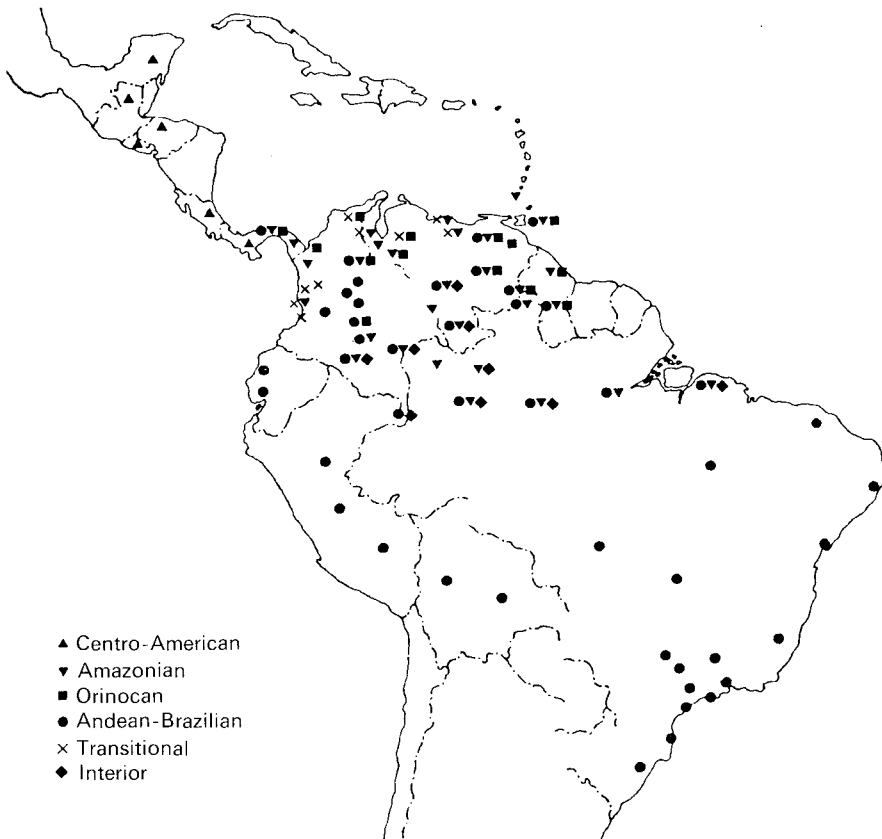 Centro-American
Amazonian
Orinocan
Andean-Brazilian
Transitional
Interior